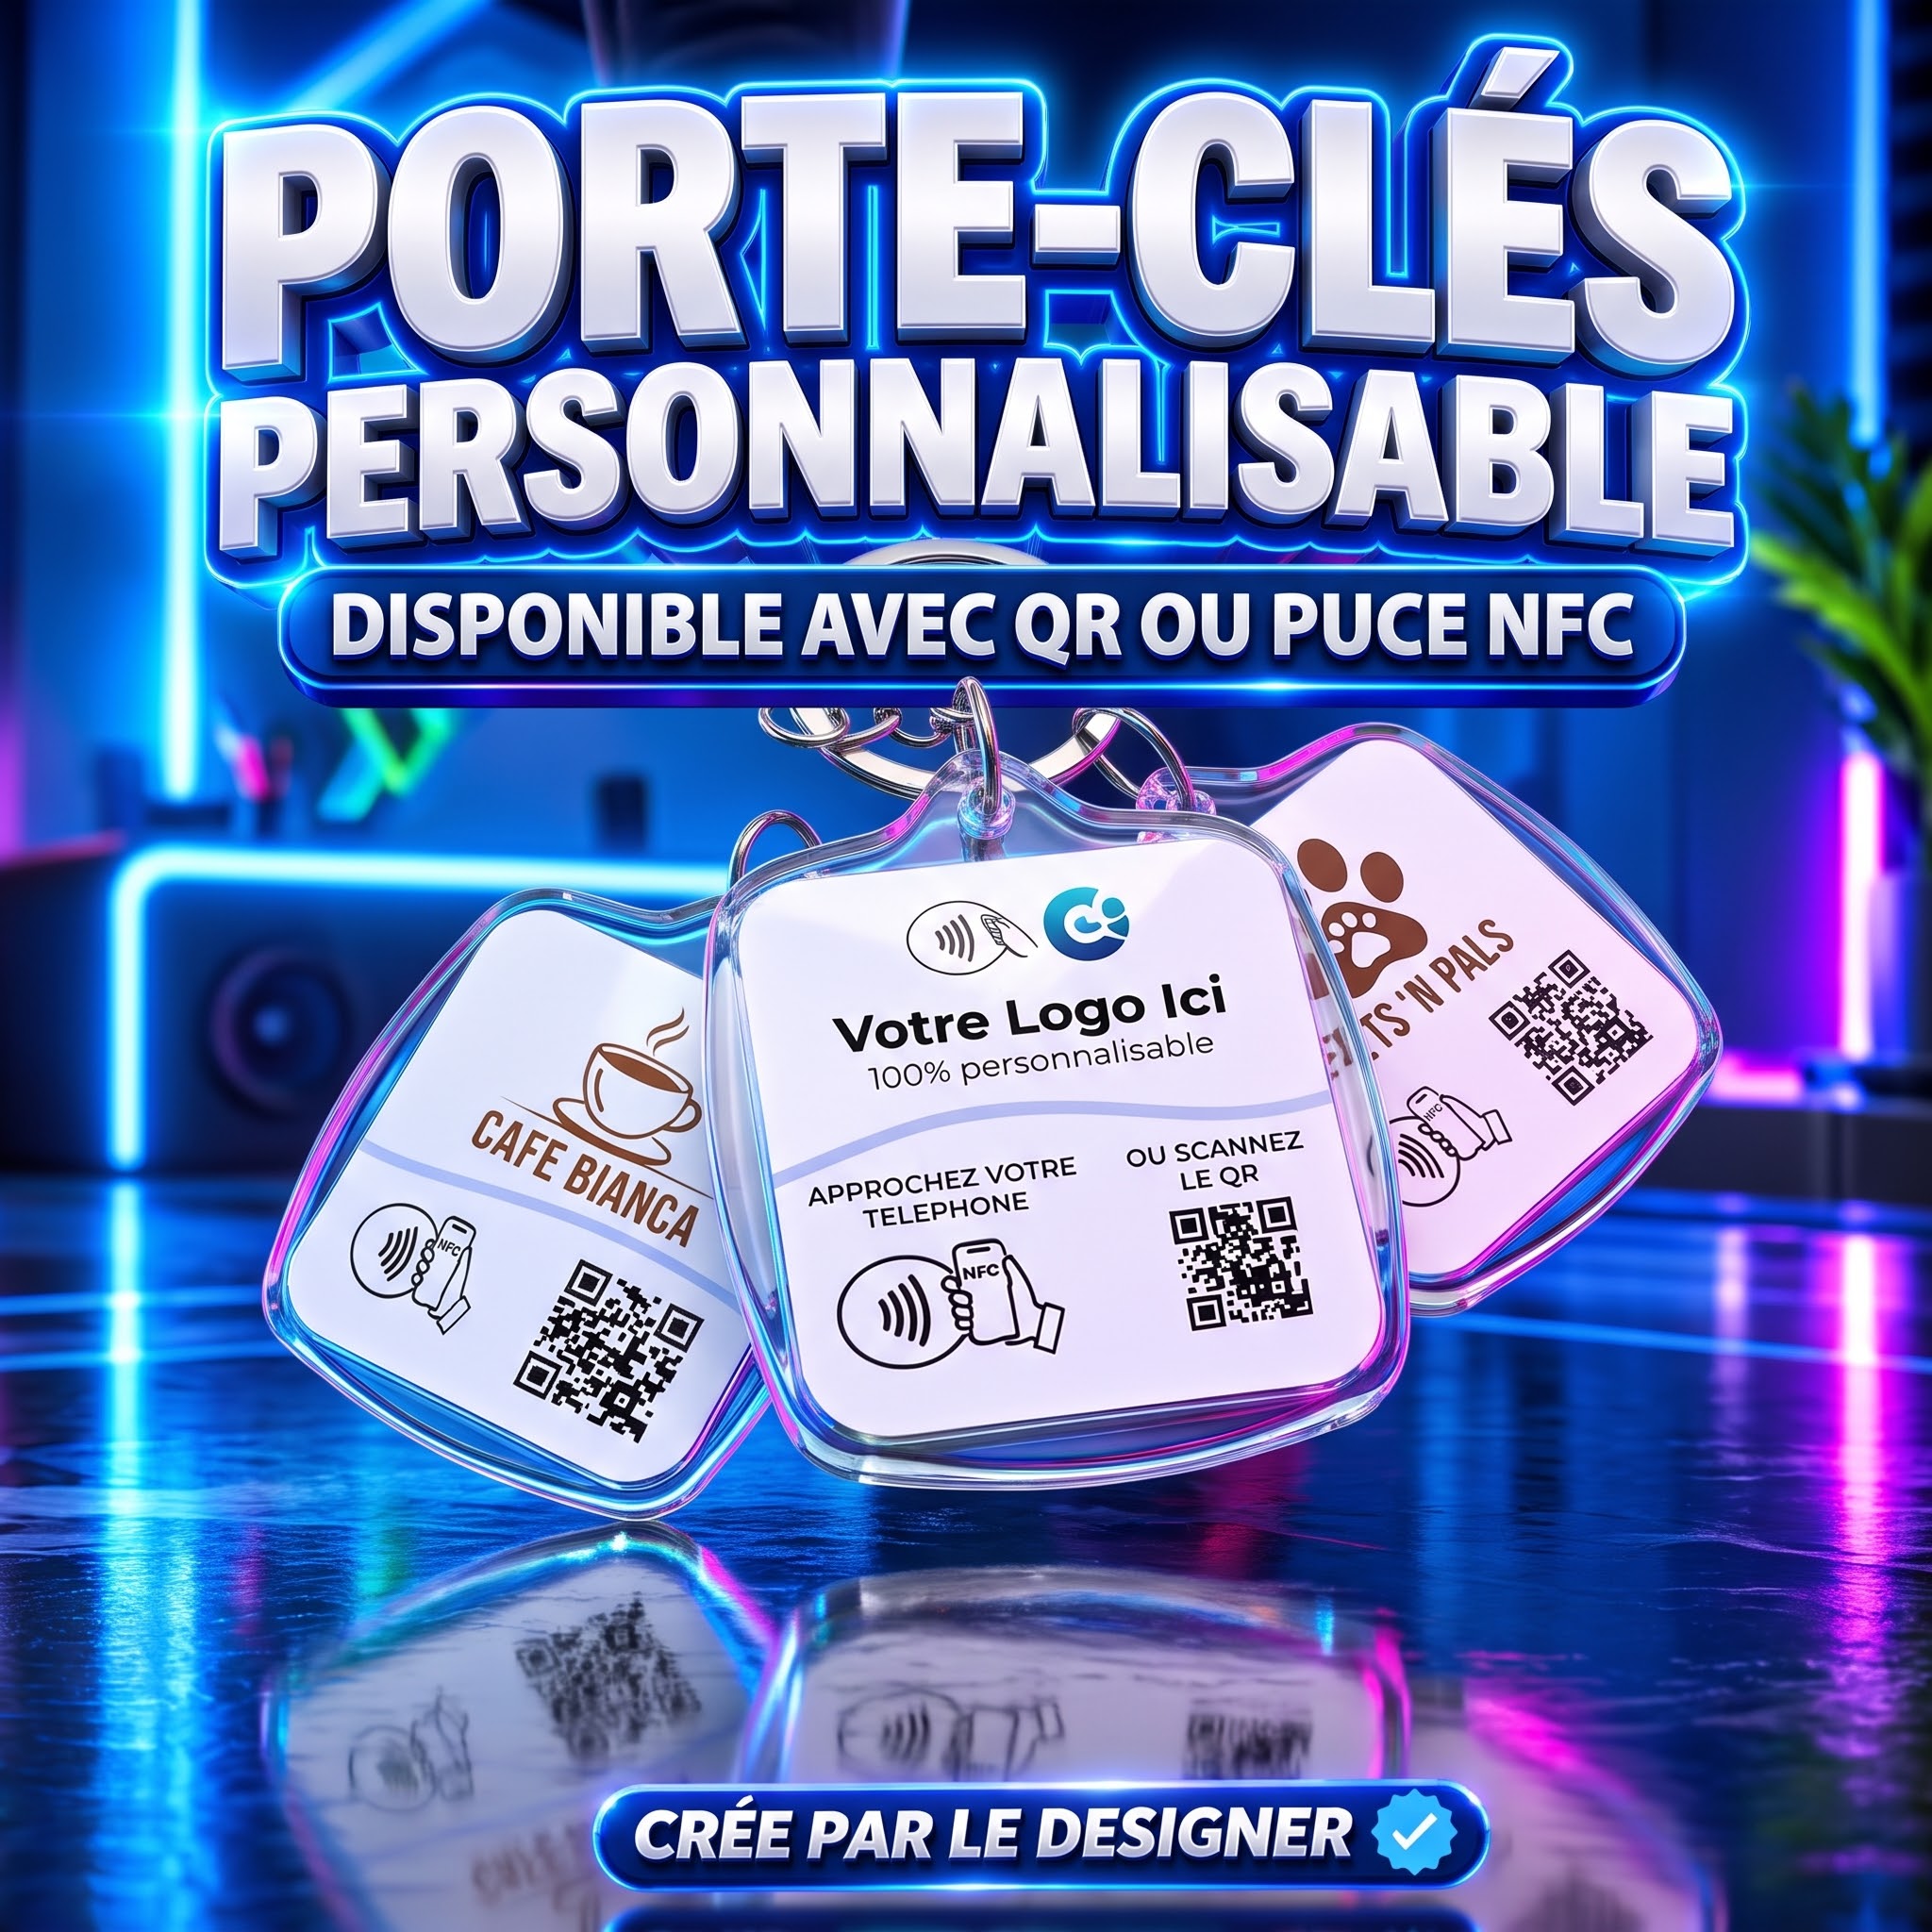 PORTE-CLÉS
PERSONNALISABLE
DISPONIBLE AVEC QR OU PUCE NFC
Votre Logo Ici
100% personnalisable
APPROCHEZ VOTRE
TELEPHONE
NFC
OU SCANNEZ
LE QR
CAFE BIANCA
NFC
'N PALS
NFC
CRÉE PAR LE DESIGNER